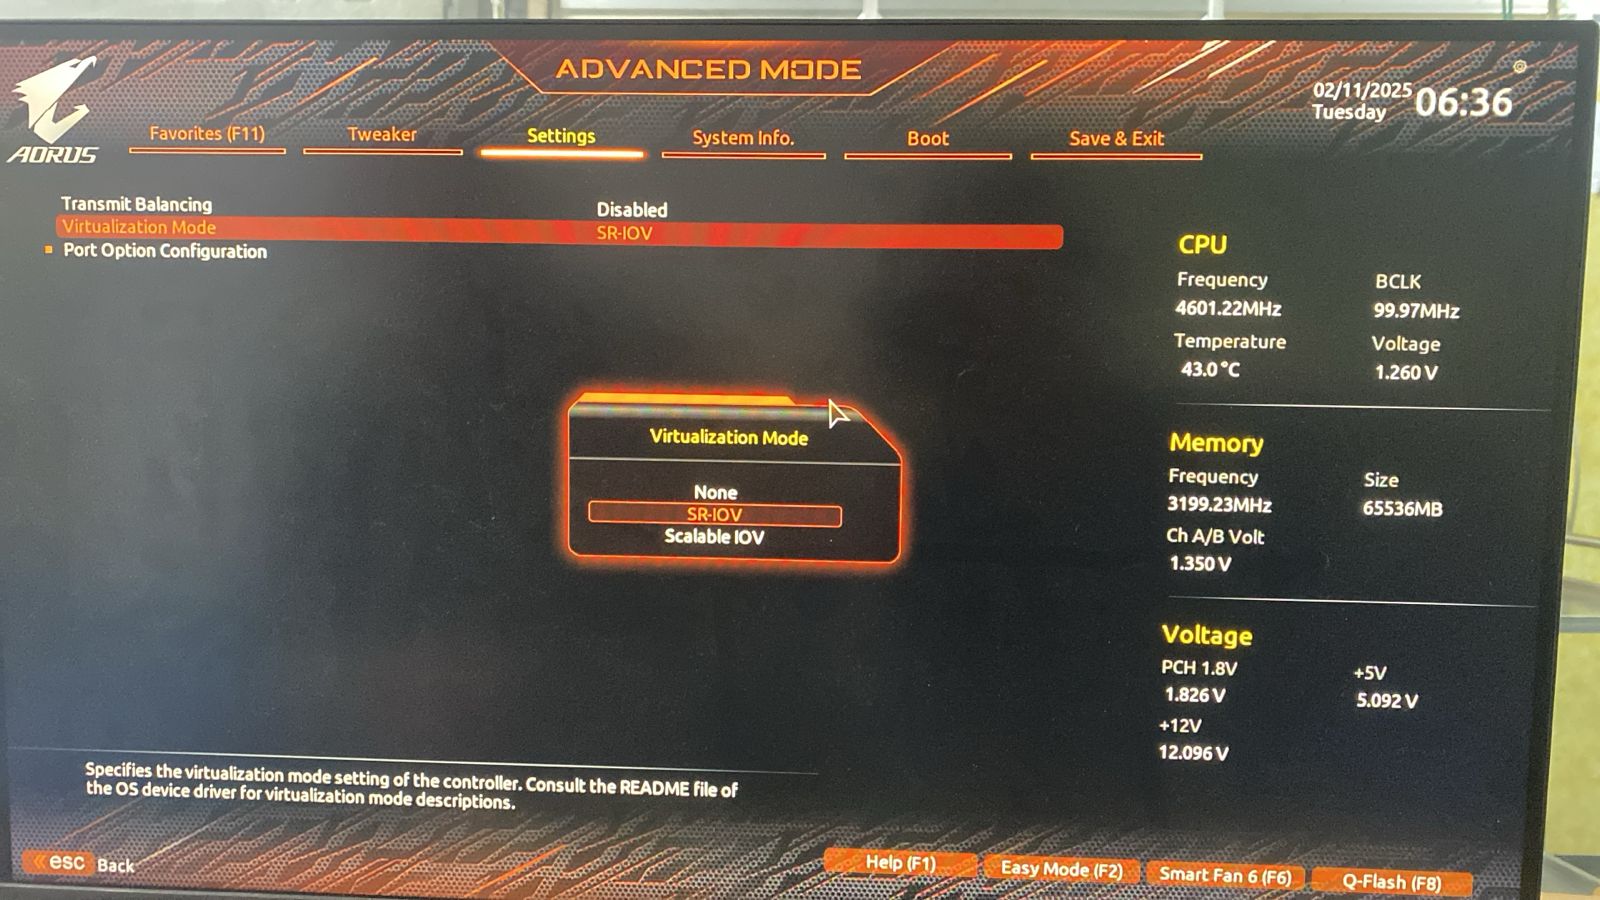 ADVANCED MODE
02/11/2025
Tuesday
06:36
AORUS
Favorites (F11)
Tweaker
Settings
System Info.
Boot
Save & Exit
Transmit Balancing
Disabled
Virtualization Mode
SR-IOV
Port Option Configuration
Virtualization Mode
None
SR-IOV
Scalable IOV
CPU
Frequency
BCLK
4601.22MHz
99.97MHz
Temperature
Voltage
43.0 °C
1.260 V
Memory
Frequency
Size
3199.23MHz
65536MB
Ch A/B Volt
1.350 V
Voltage
PCH 1.8V
+5V
1.826 V
5.092 V
+12V
12.096 V
Specifies the virtualization mode setting of the controller. Consult the README file of
the OS device driver for virtualization mode descriptions.
esc Back
Help (F1)
Easy Mode (F2)
Smart Fan 6 (F6)
Q-Flash (F8)